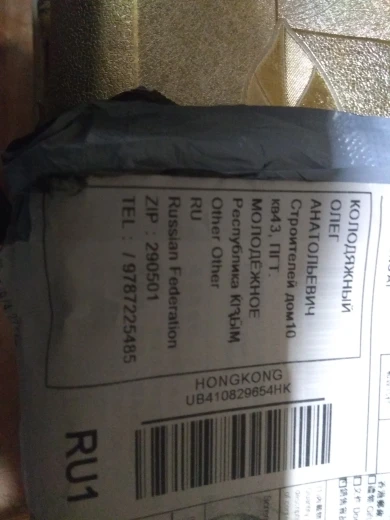 КОЛОДЯЖНЫЙ
ОЛЕГ
АНАТОЛЬЕВИЧ
Строителей дом10
кв43, ПГТ.
МОЛОДЁЖНОЕ
Республика КРЫМ
Other Other
RU
Russian Federation
ZIP : 290501
TEL : / 9787225485
HONGKONG
UB410829654HK
RU1